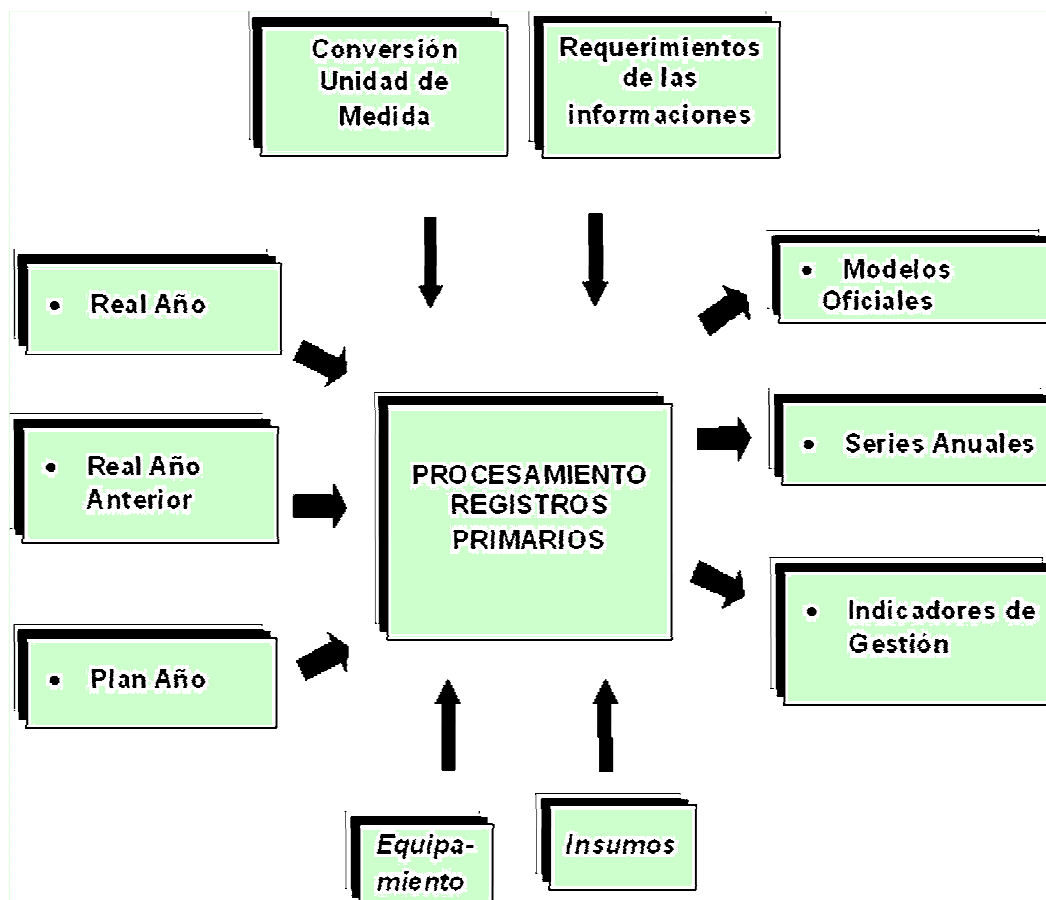 Conversión
Unidad de
Medida
Requerimientos
de las
informaciones
• Real Año
• Real Año
Anterior
• Plan Año
PROCESAMIENTO
REGISTROS
PRIMARIOS
• Modelos
Oficiales
• Series Anuales
• Indicadores de
Gestión
Equipa-
miento
Insumos